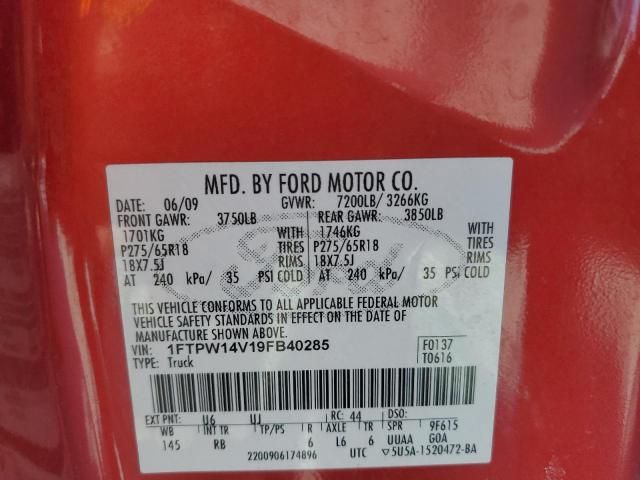 MFD. BY FORD MOTOR CO.
DATE: 06/09 GVWR: 7200LB/ 3266KG
FRONT GAWR: 3750LB REAR GAWR: 3850LB
1701KG WITH 1746KG WITH
P275/65R18 TIRES P275/65R18 TIRES
18X7.5J RIMS 18X7.5J RIMS
AT 240 kPa/ 35 PSI COLD AT 240 kPa/ 35 PSI COLD
THIS VEHICLE CONFORMS TO ALL APPLICABLE FEDERAL MOTOR
VEHICLE SAFETY STANDARDS IN EFFECT ON THE DATE OF
MANUFACTURE SHOWN ABOVE.
VIN: 1FTPW14V19FB40285 F0137
TYPE: Truck T0616
EXT PNT: U6 UJ RC: 44 DSO:
WB INT TR TP/PS R AXLE TR SPR 9F615
145 RB 6 L6 6 UUAA GOA
2200906174896 UTC ▽5U5A-1520472-BA
Ford